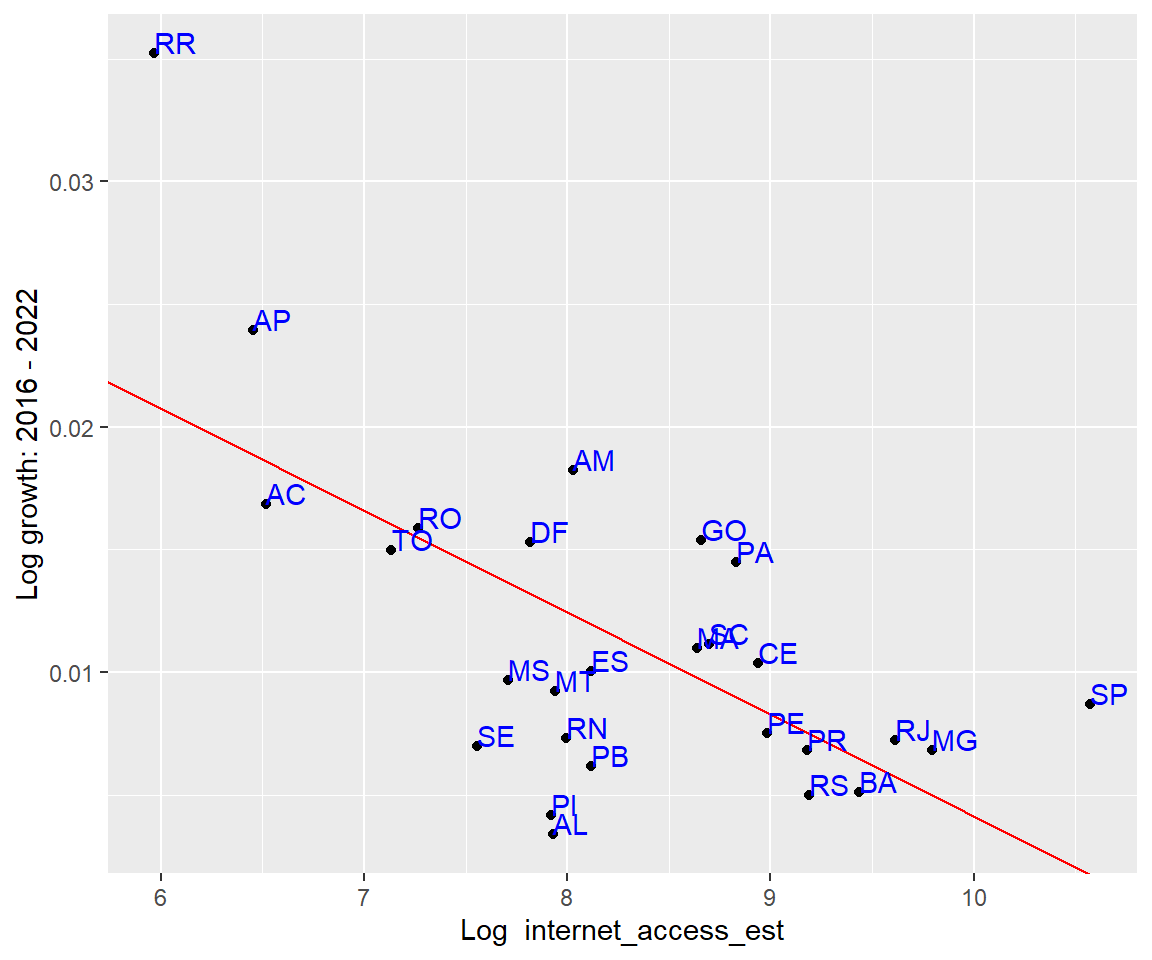 RR
0.03
AP
0.02
AM
AC
RO
TO
DF
GO
PA
MA
SC
CE
ES
MS
MT
0.01
SP
SE
RN
PE
PR
RJ
MG
PB
RS
BA
PI
AL
6
7
8
9
10
Log internet_access_est
Log growth: 2016 - 2022